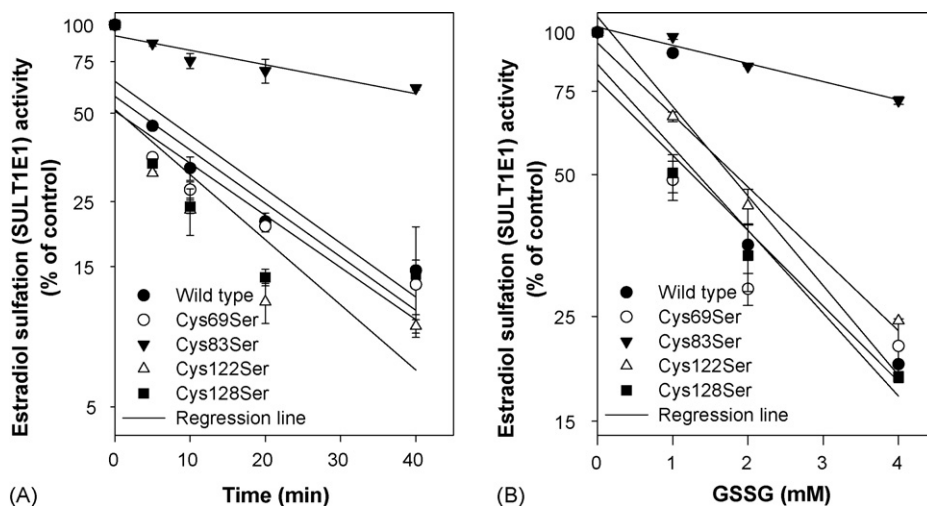 Estradiol sulfation (SULT1E1) activity
(% of control)
100
75
50
25
15
5
Wild type
Cys69Ser
Cys83Ser
Cys122Ser
Cys128Ser
Regression line
0 10 20 30 40
(A) Time (min)
Estradiol sulfation (SULT1E1) activity
(% of control)
100
75
50
25
15
Wild type
Cys69Ser
Cys83Ser
Cys122Ser
Cys128Ser
Regression line
0 1 2 3 4
(B) GSSG (mM)